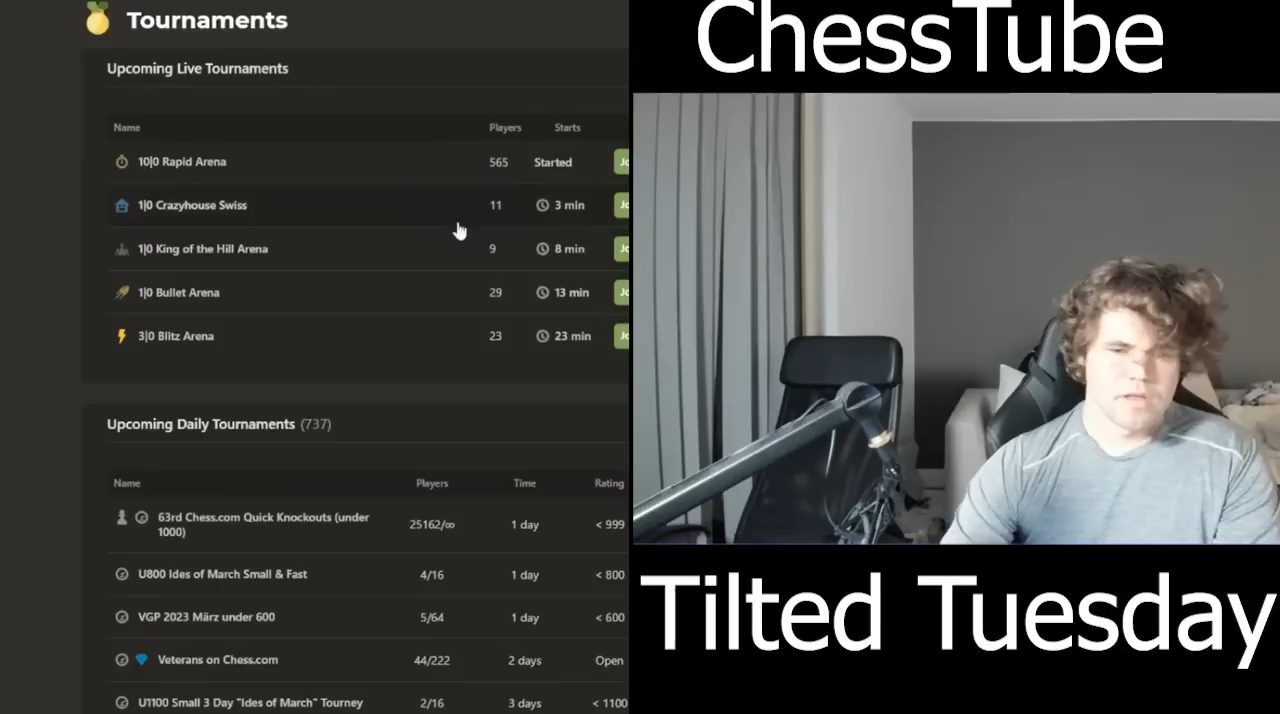 Tournaments
Upcoming Live Tournaments
Name Players Starts
10|0 Rapid Arena 565 Started
1|0 Crazyhouse Swiss 11 3 min
1|0 King of the Hill Arena 9 8 min
1|0 Bullet Arena 29 13 min
3|0 Blitz Arena 23 23 min
Upcoming Daily Tournaments (737)
Name Players Time Rating
63rd Chess.com Quick Knockouts (under
1000) 25162/∞ 1 day < 999
U800 Ides of March Small & Fast 4/16 1 day < 800
VGP 2023 März under 600 5/64 1 day < 600
Veterans on Chess.com 44/222 2 days Open
U1100 Small 3 Day "Ides of March" Tourney 2/16 3 days < 1100
ChessTube
Tilted Tuesday